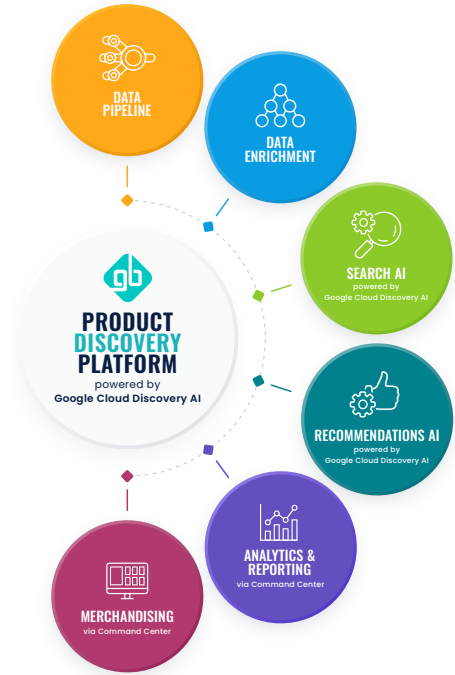 DATA
PIPELINE
DATA
ENRICHMENT
SEARCH AI
powered by
Google Cloud Discovery AI
gb
PRODUCT
DISCOVERY
PLATFORM
powered by
Google Cloud Discovery AI
RECOMMENDATIONS AI
powered by
Google Cloud Discovery AI
ANALYTICS &
REPORTING
via Command Center
MERCHANDISING
via Command Center